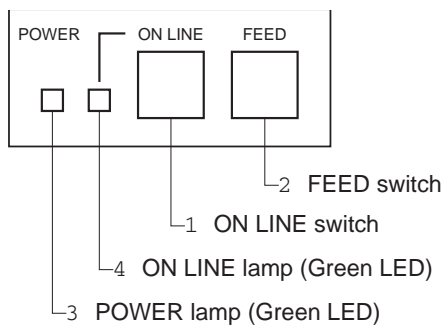 POWER ON LINE FEED
2 FEED switch
1 ON LINE switch
4 ON LINE lamp (Green LED)
3 POWER lamp (Green LED)